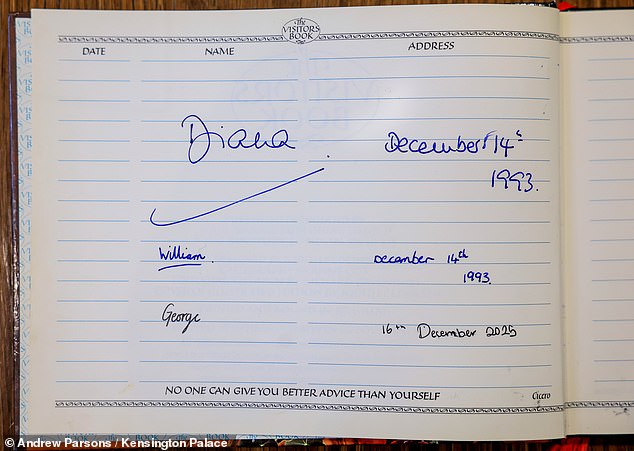 the
VISITORS
BOOK
DATE NAME ADDRESS
Diana December 14th
1993.
William. December 14th
1993.
George 16th December 2025
NO ONE CAN GIVE YOU BETTER ADVICE THAN YOURSELF Cicero
© Andrew Parsons / Kensington Palace